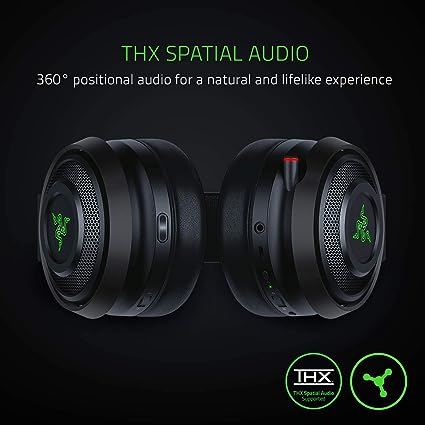 THX SPATIAL AUDIO
360° positional audio for a natural and lifelike experience
THX
THX Spatial Audio
Supported